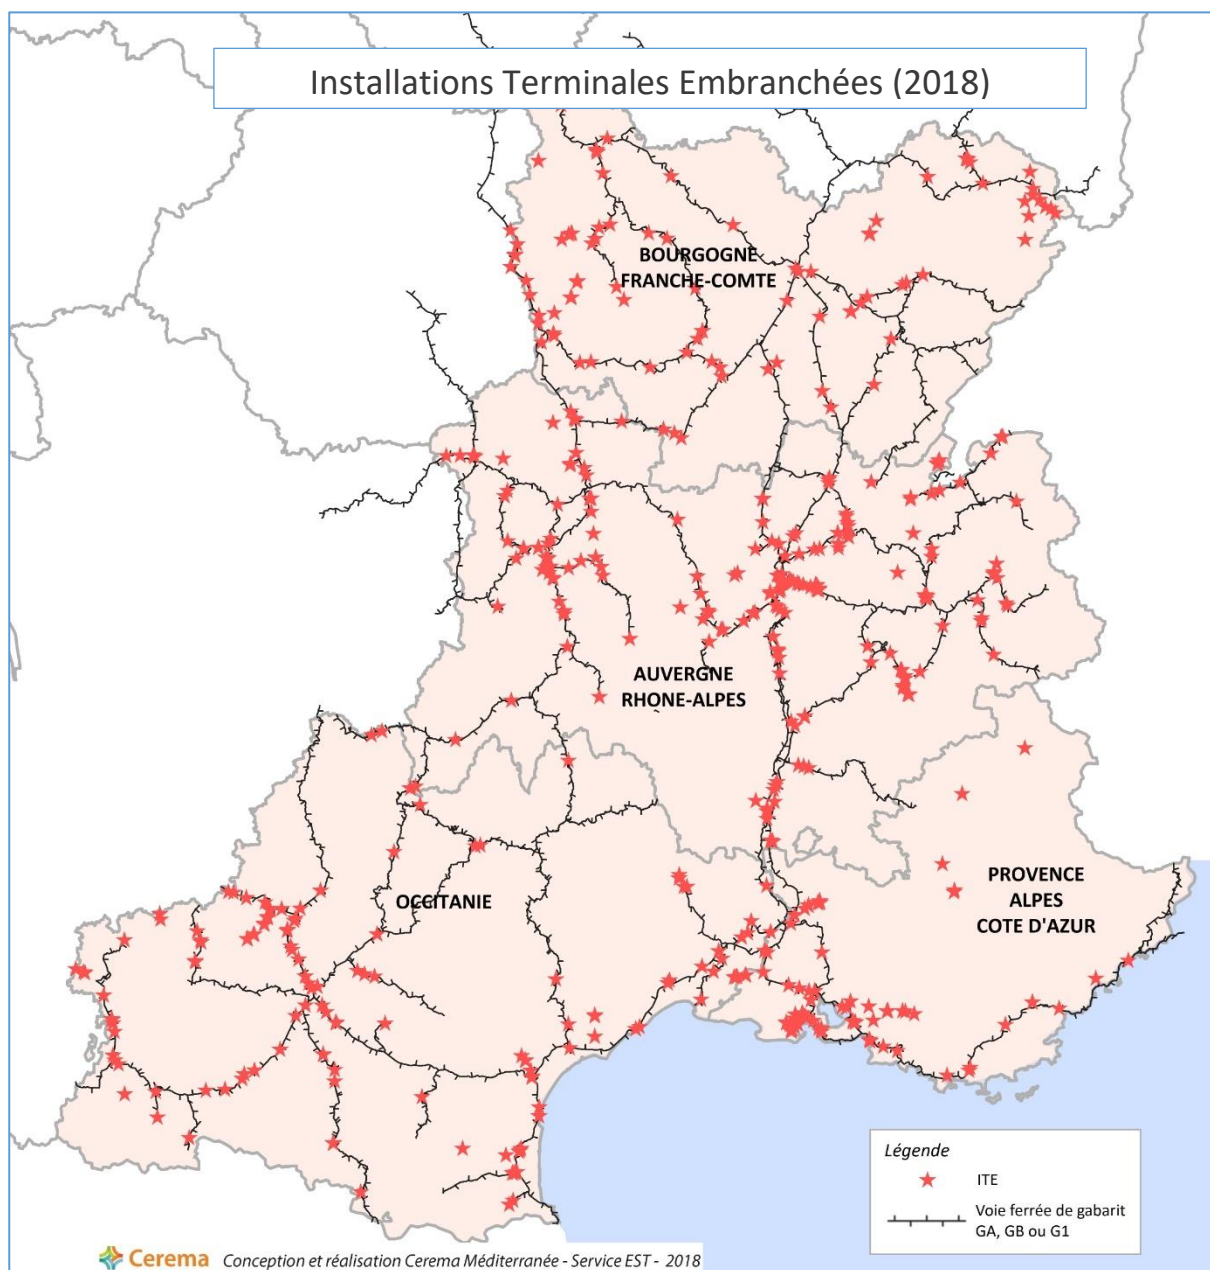 Installations Terminales Embranchées (2018)
BOURGOGNE
FRANCHE-COMTE
AUVERGNE
RHONE-ALPES
OCCITANIE
PROVENCE
ALPES
COTE D'AZUR
Légende
ITE
Voie ferrée de gabarit
GA, GB ou G1
Cerema Conception et réalisation Cerema Méditerranée - Service EST - 2018